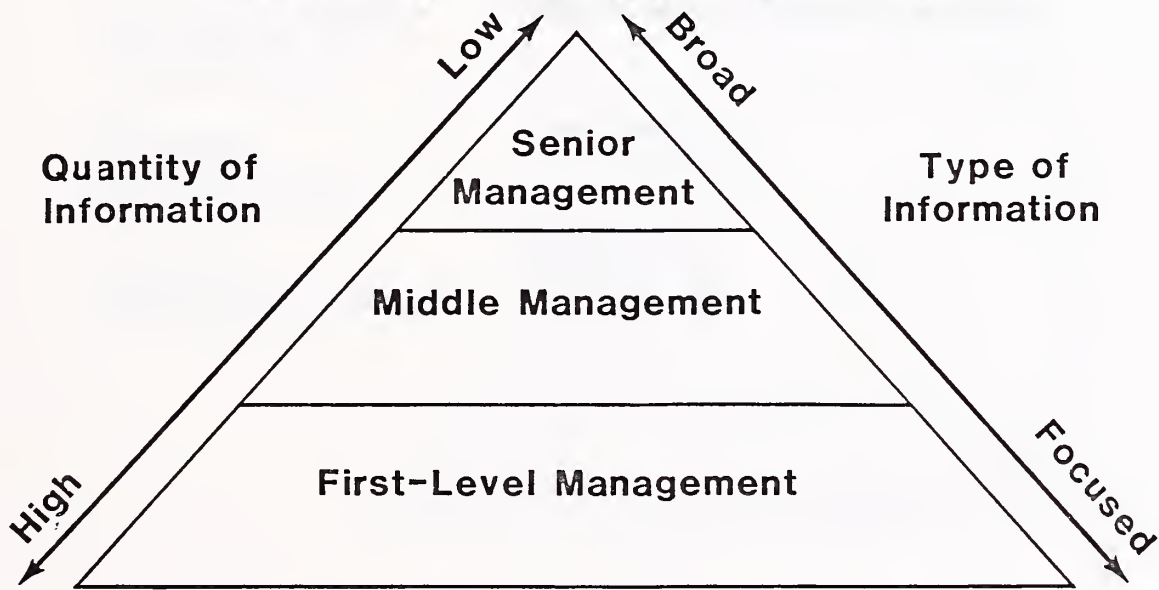 Low
Broad
Quantity of
Information
Senior
Management
Type of
Information
Middle Management
First-Level Management
High
Focused